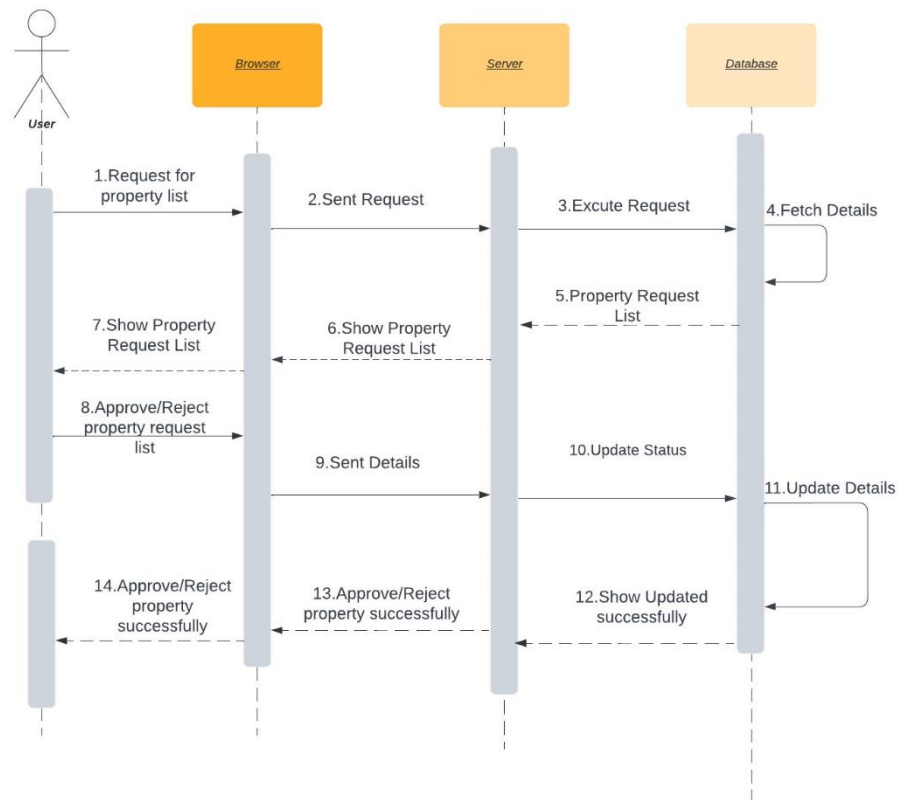 Browser
Server
Database
User
1.Request for
property list
2.Sent Request
3.Excute Request
4.Fetch Details
5.Property Request
List
6.Show Property
Request List
7.Show Property
Request List
8.Approve/Reject
property request
list
9.Sent Details
10.Update Status
11.Update Details
12.Show Updated
successfully
13.Approve/Reject
property successfully
14.Approve/Reject
property
successfully